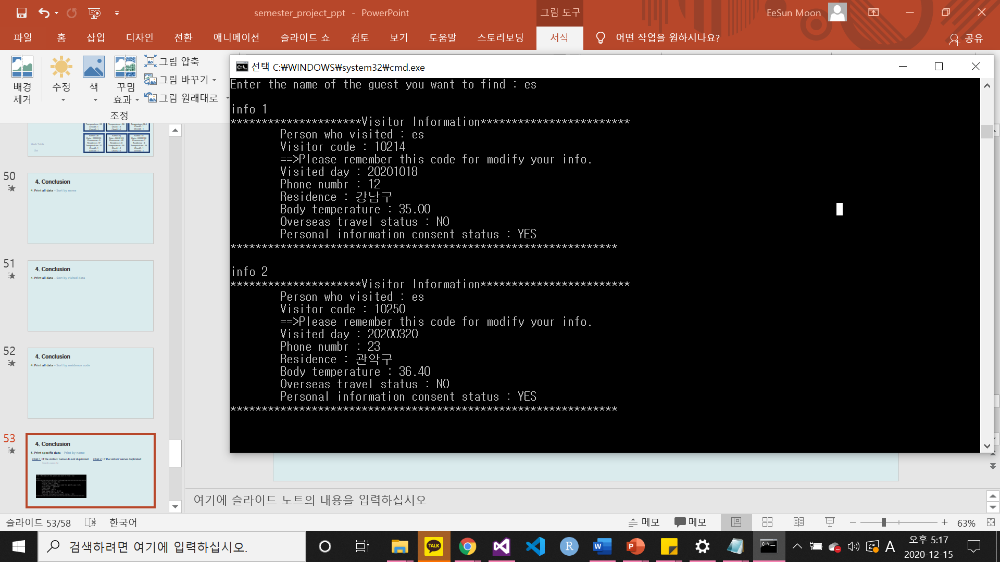 semester_project_ppt - PowerPoint
그림 도구
EeSun Moon
파일
홈
삽입
디자인
전환
애니메이션
슬라이드 쇼
검토
보기
도움말
스토리보딩
서식
어떤 작업을 원하시나요?
공유
배경
제거
수정
색
꾸밈
효과
그림 압축
그림 바꾸기
그림 원래대로
조정
선택 C:₩WINDOWS₩system32₩cmd.exe
Enter the name of the guest you want to find : es
info 1
*********************Visitor Information************************
Person who visited : es
Visitor code : 10214
==>Please remember this code for modify your info.
Visited day : 20201018
Phone numbr : 12
Residence : 강남구
Body temperature : 35.00
Overseas travel status : NO
Personal information consent status : YES
**************************************************************
info 2
*********************Visitor Information************************
Person who visited : es
Visitor code : 10250
==>Please remember this code for modify your info.
Visited day : 20200320
Phone numbr : 23
Residence : 관악구
Body temperature : 36.40
Overseas travel status : NO
Personal information consent status : YES
**************************************************************
Hash Table
50
4. Conclusion
4. Print all data – Sort by name
51
4. Conclusion
4. Print all data – Sort by visited data
52
4. Conclusion
4. Print all data – Sort by residence code
53
4. Conclusion
5. Print specific data – Print by name
CASE 1 : If the visitors' names do not duplicated
CASE 2 : If the visitors' names duplicated
여기에 슬라이드 노트의 내용을 입력하십시오
슬라이드 53/58
한국어
메모
메모
63%
검색하려면 여기에 입력하십시오.
TALK
A
오후 5:17
2020-12-15